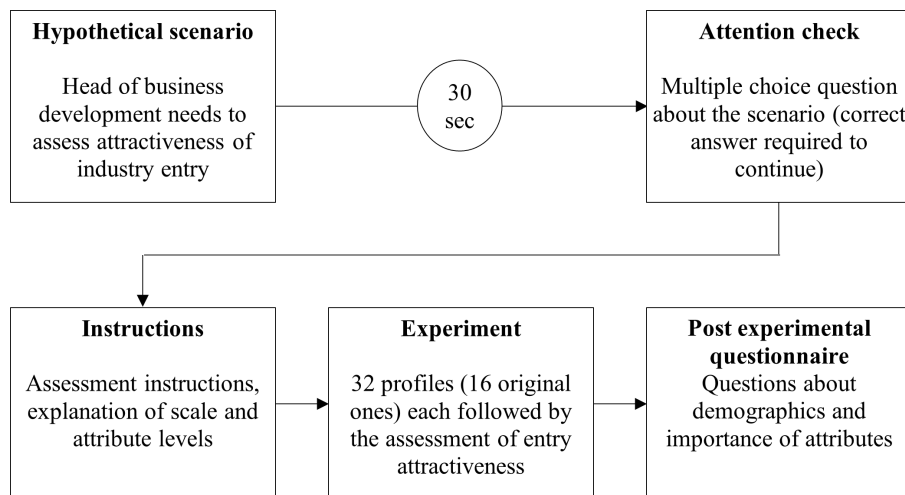 Hypothetical scenario
Head of business
development needs to
assess attractiveness of
industry entry
30
sec
Attention check
Multiple choice question
about the scenario (correct
answer required to
continue)
Instructions
Assessment instructions,
explanation of scale and
attribute levels
Experiment
32 profiles (16 original
ones) each followed by
the assessment of entry
attractiveness
Post experimental
questionnaire
Questions about
demographics and
importance of attributes